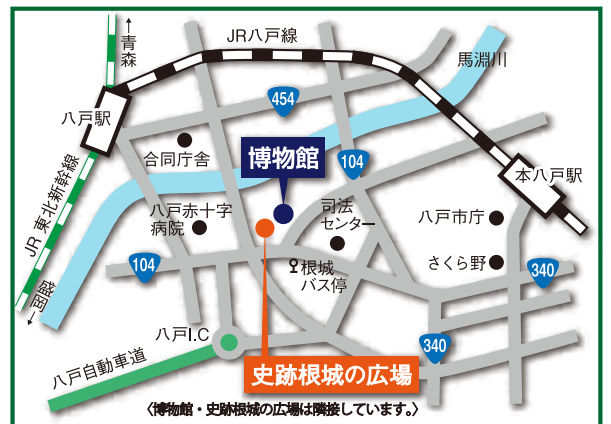 ←青森
JR八戸線
馬淵川
八戸駅
454
合同庁舎
博物館
104
本八戸駅
JR 東北新幹線
八戸赤十字
病院
司法
センター
八戸市庁
104
根城
バス停
さくら野
340
←盛岡
八戸I.C
340
八戸自動車道
史跡根城の広場
〈博物館・史跡根城の広場は隣接しています。〉